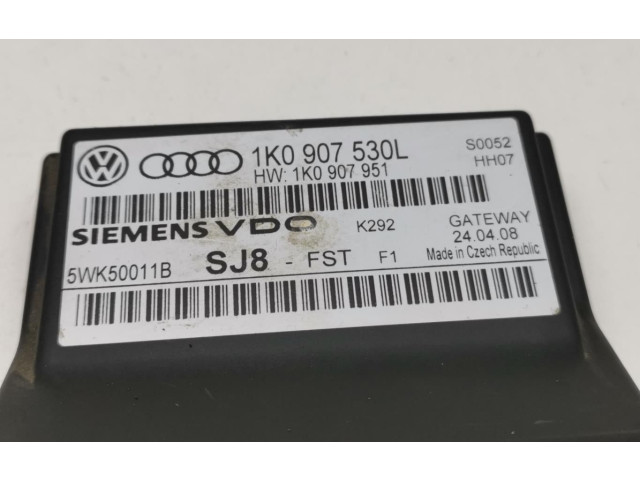 1K0 907 530L S0052
HW: 1K0 907 951 HH07
SIEMENS VDO K292 GATEWAY
24.04.08
5WK50011B SJ8 - FST F1 Made in Czech Republic